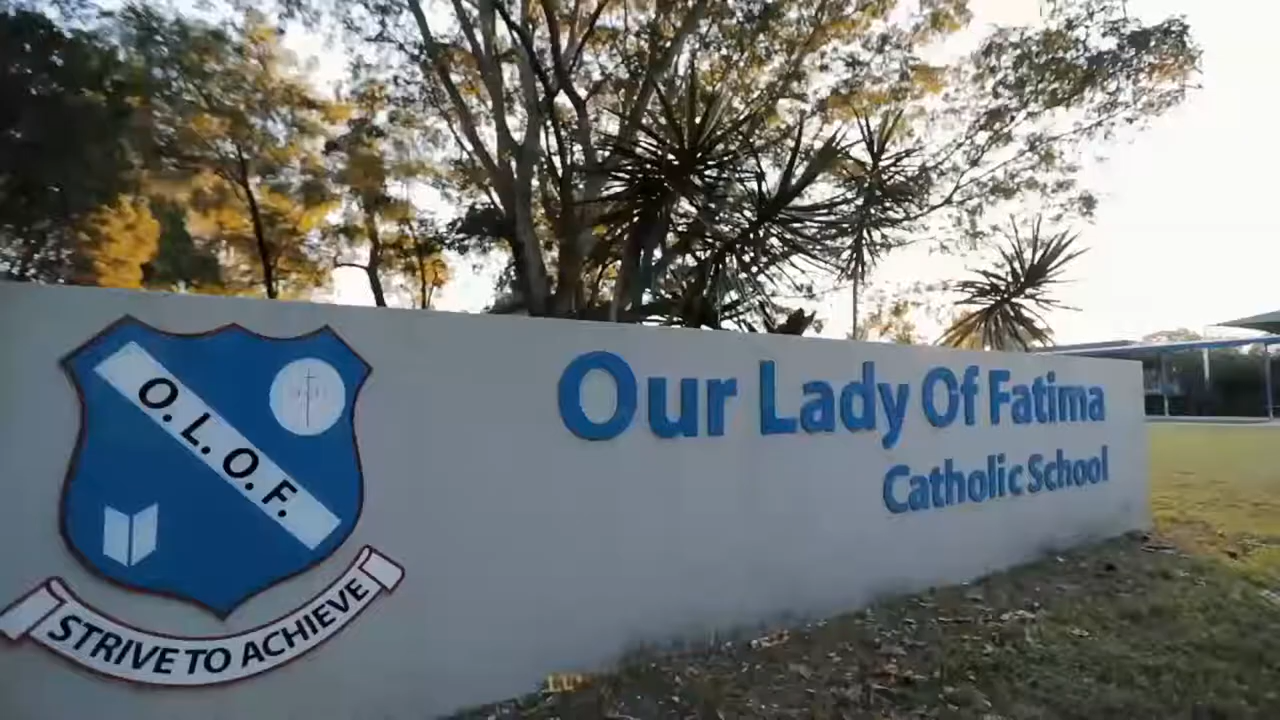 O. L. O. F.
STRIVE TO ACHIEVE
Our Lady Of Fatima
Catholic School